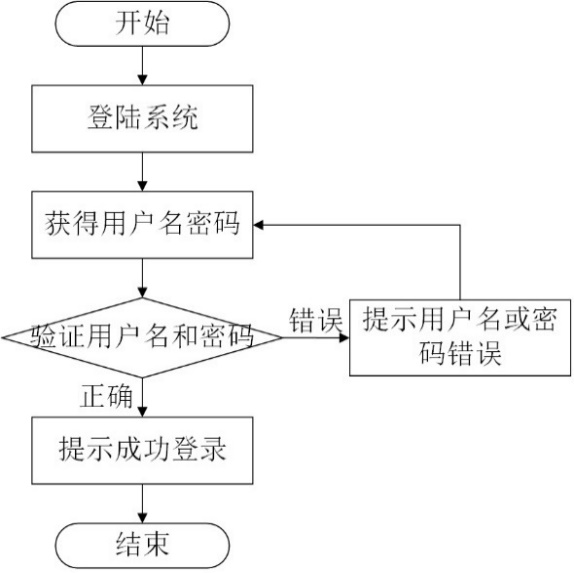 开始
登陆系统
获得用户名密码
验证用户名和密码
错误
提示用户名或密
码错误
正确
提示成功登录
结束